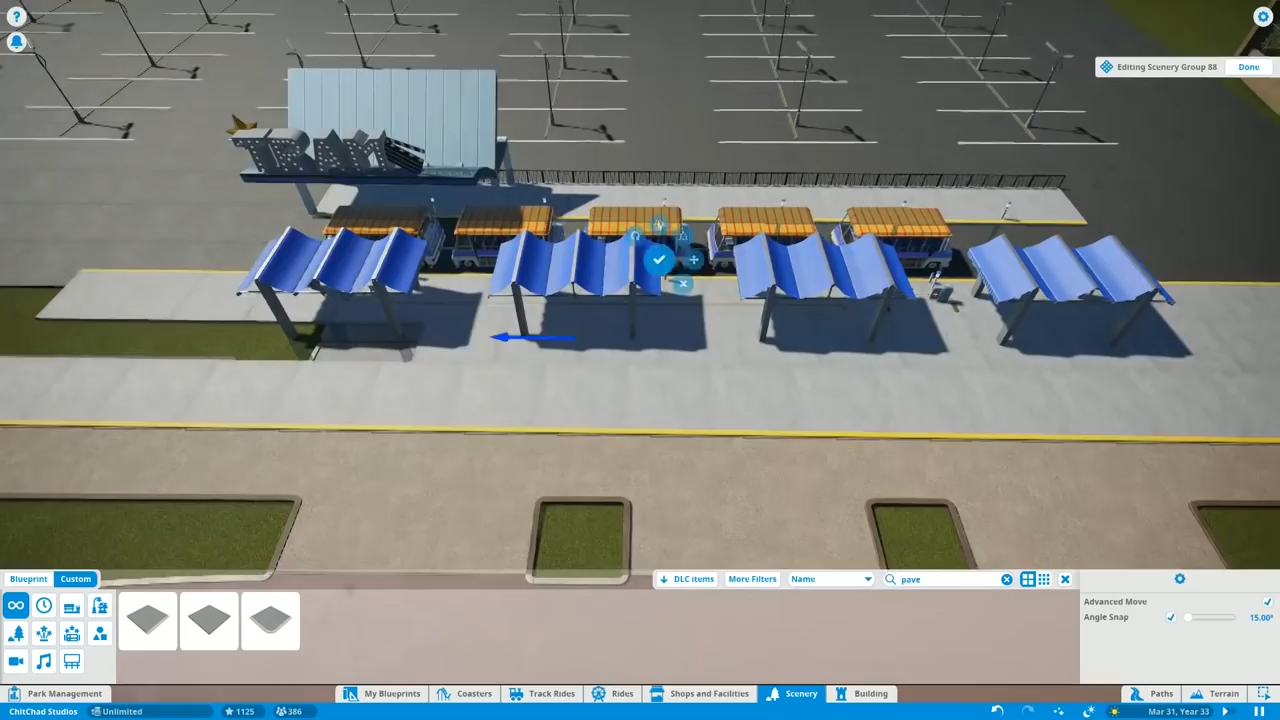 ?
Editing Scenery Group 88 Done
TRAM
Blueprint Custom
DLC items More Filters Name pave
Advanced Move
Angle Snap 15.00°
Park Management My Blueprints Coasters Track Rides Rides Shops and Facilities Scenery Building Paths Terrain
ChitChad Studios Unlimited 1125 386 Mar 31, Year 33